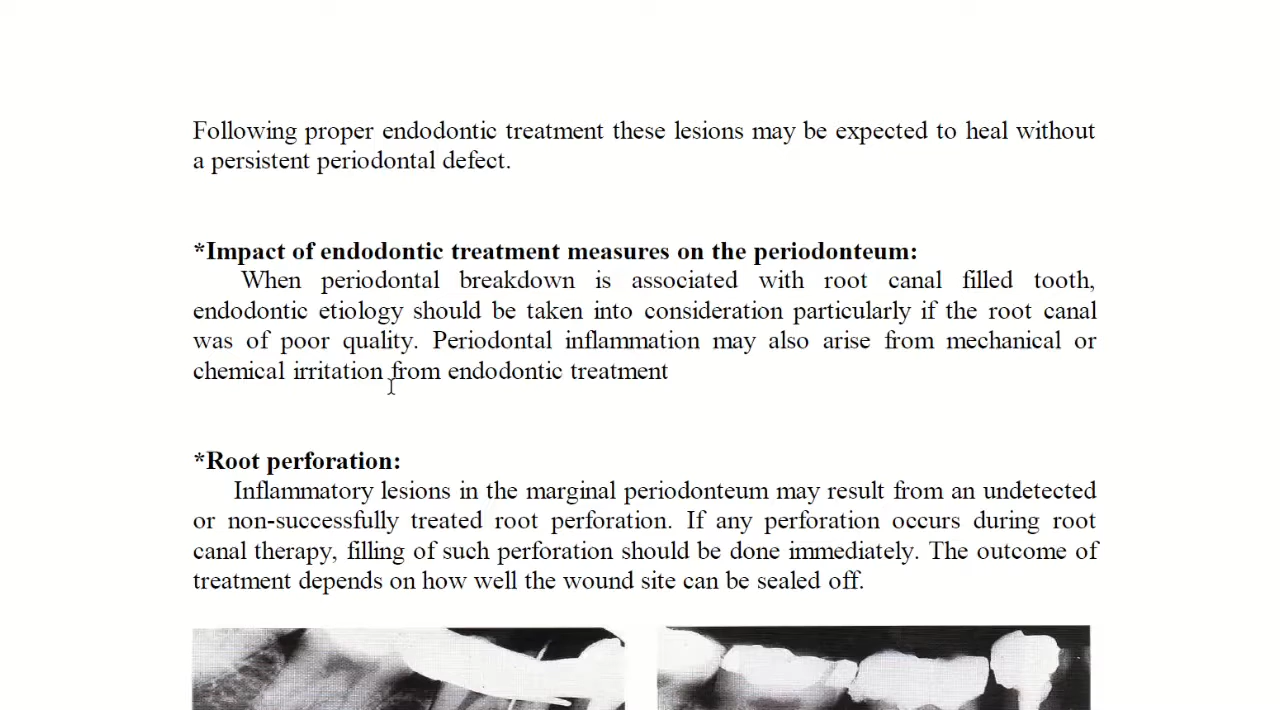 Following proper endodontic treatment these lesions may be expected to heal without
a persistent periodontal defect.
*Impact of endodontic treatment measures on the periodonteum:
When periodontal breakdown is associated with root canal filled tooth,
endodontic etiology should be taken into consideration particularly if the root canal
was of poor quality. Periodontal inflammation may also arise from mechanical or
chemical irritation from endodontic treatment
*Root perforation:
Inflammatory lesions in the marginal periodonteum may result from an undetected
or non-successfully treated root perforation. If any perforation occurs during root
canal therapy, filling of such perforation should be done immediately. The outcome of
treatment depends on how well the wound site can be sealed off.